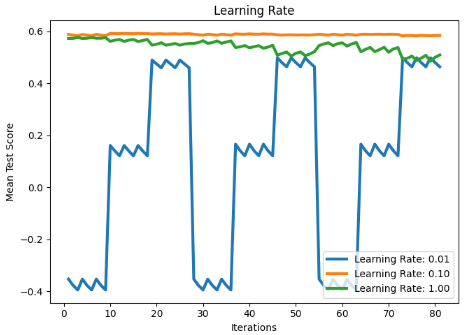 Learning Rate
Mean Test Score
0.6
0.4
0.2
0.0
−0.2
−0.4
Learning Rate: 0.01
Learning Rate: 0.10
Learning Rate: 1.00
0 10 20 30 40 50 60 70 80
Iterations